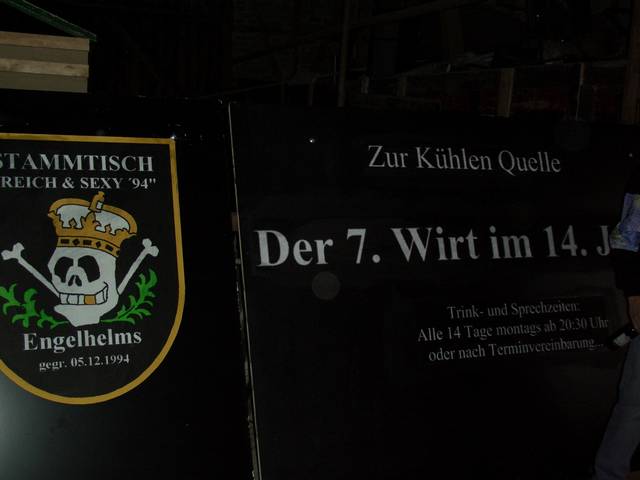 STAMMTISCH
REICH & SEXY ´94"
Engelhelms
gegr. 05.12.1994
Zur Kühlen Quelle
Der 7. Wirt im 14. J
Trink- und Sprechzeiten:
Alle 14 Tage montags ab 20:30 Uhr
oder nach Terminvereinbarung...